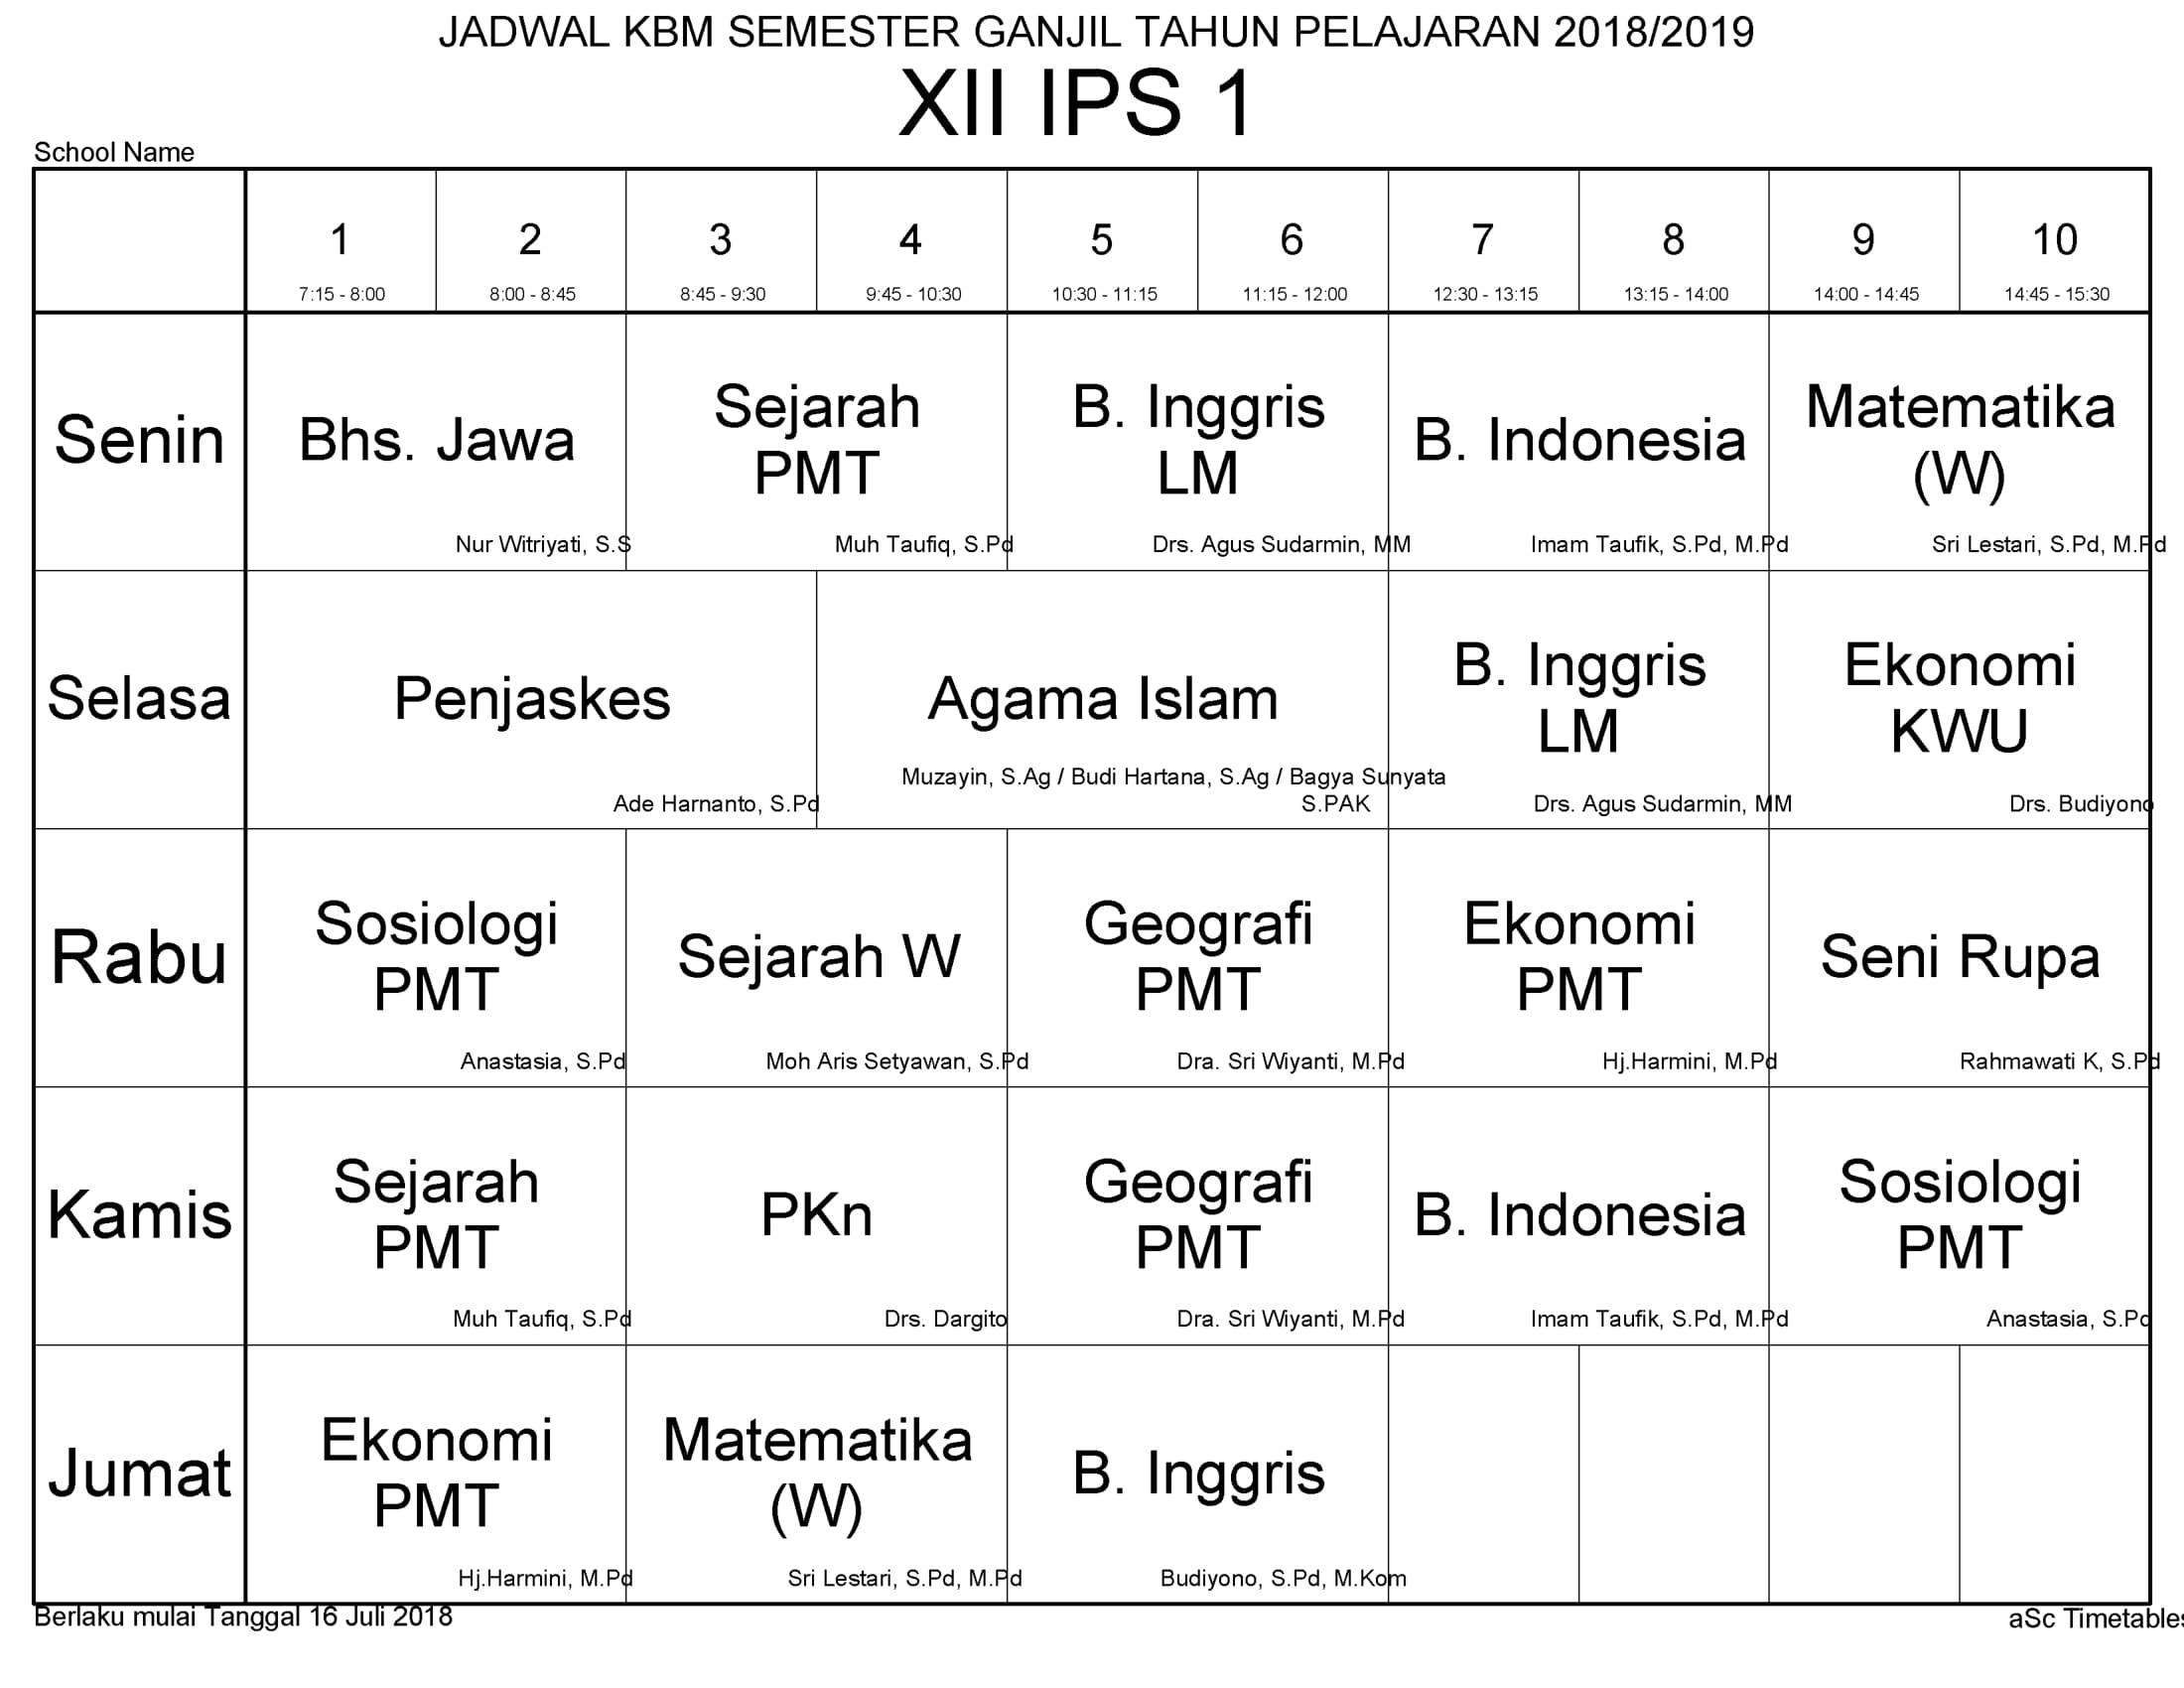 JADWAL KBM SEMESTER GANJIL TAHUN PELAJARAN 2018/2019
XII IPS 1
School Name
1 2 3 4 5 6 7 8 9 10
7:15 - 8:00 8:00 - 8:45 8:45 - 9:30 9:45 - 10:30 10:30 - 11:15 11:15 - 12:00 12:30 - 13:15 13:15 - 14:00 14:00 - 14:45 14:45 - 15:30
Senin
Bhs. Jawa
Nur Witriyati, S.S
Sejarah
PMT
Muh Taufiq, S.Pd
B. Inggris
LM
Drs. Agus Sudarmin, MM
B. Indonesia
Imam Taufik, S.Pd, M.Pd
Matematika
(W)
Sri Lestari, S.Pd, M.Pd
Selasa
Penjaskes
Ade Harnanto, S.Pd
Agama Islam
Muzayin, S.Ag / Budi Hartana, S.Ag / Bagya Sunyata
S.PAK
B. Inggris
LM
Drs. Agus Sudarmin, MM
Ekonomi
KWU
Drs. Budiyono
Rabu
Sosiologi
PMT
Anastasia, S.Pd
Sejarah W
Moh Aris Setyawan, S.Pd
Geografi
PMT
Dra. Sri Wiyanti, M.Pd
Ekonomi
PMT
Hj.Harmini, M.Pd
Seni Rupa
Rahmawati K, S.Pd
Kamis
Sejarah
PMT
Muh Taufiq, S.Pd
PKn
Drs. Dargito
Geografi
PMT
Dra. Sri Wiyanti, M.Pd
B. Indonesia
Imam Taufik, S.Pd, M.Pd
Sosiologi
PMT
Anastasia, S.Pd
Jumat
Ekonomi
PMT
Hj.Harmini, M.Pd
Matematika
(W)
Sri Lestari, S.Pd, M.Pd
B. Inggris
Budiyono, S.Pd, M.Kom
Berlaku mulai Tanggal 16 Juli 2018
aSc Timetables